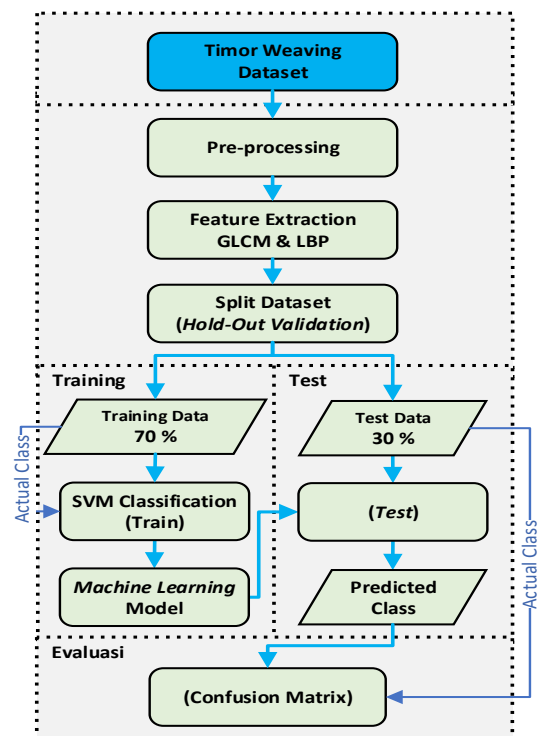 Timor Weaving
Dataset
Pre-processing
Feature Extraction
GLCM & LBP
Split Dataset
(Hold-Out Validation)
Training
Test
Training Data
70 %
Test Data
30 %
Actual Class
SVM Classification
(Train)
(Test)
Actual Class
Machine Learning
Model
Predicted
Class
Evaluasi
(Confusion Matrix)